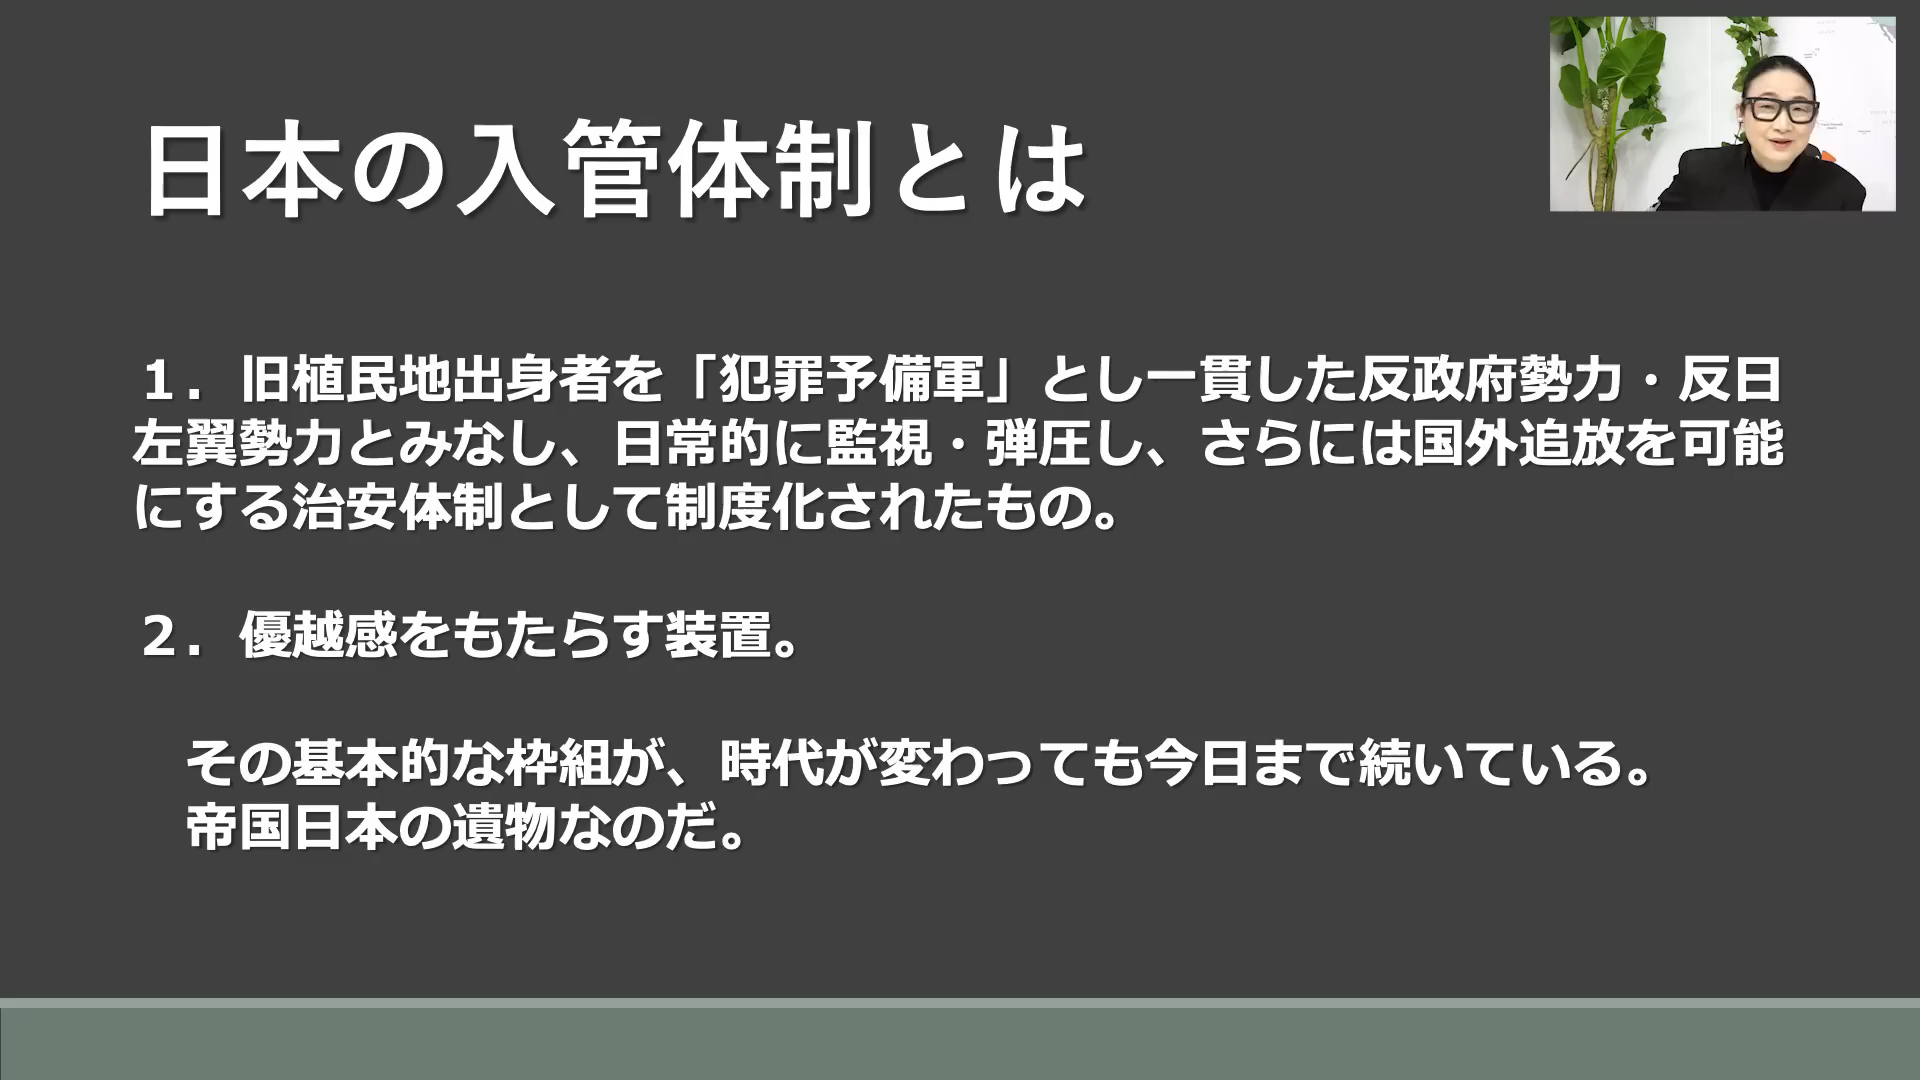 日本の入管体制とは
１．旧植民地出身者を「犯罪予備軍」とし一貫した反政府勢力・反日
左翼勢力とみなし、日常的に監視・弾圧し、さらには国外追放を可能
にする治安体制として制度化されたもの。
２．優越感をもたらす装置。
その基本的な枠組が、時代が変わっても今日まで続いている。
帝国日本の遺物なのだ。